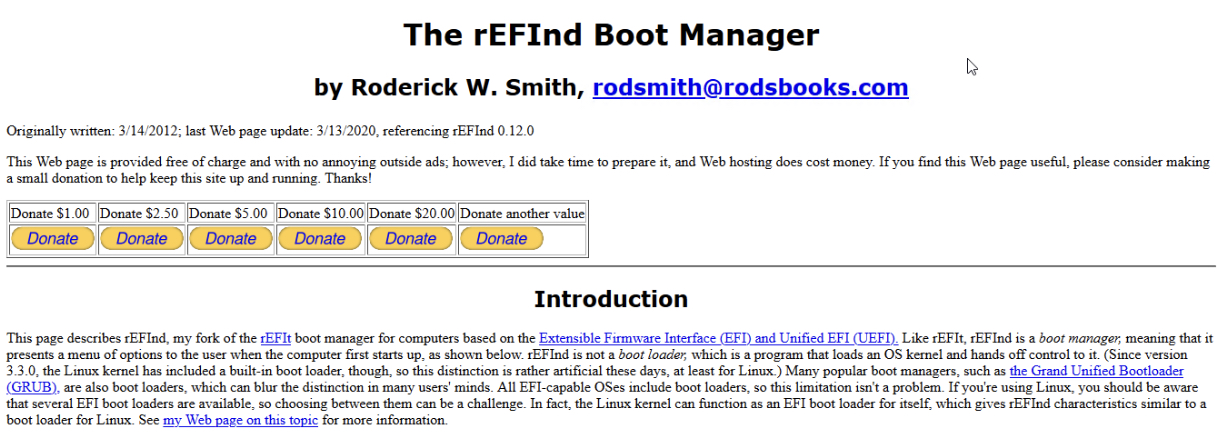 The rEFInd Boot Manager
by Roderick W. Smith, rodsmith@rodsbooks.com
Originally written: 3/14/2012; last Web page update: 3/13/2020, referencing rEFInd 0.12.0
This Web page is provided free of charge and with no annoying outside ads; however, I did take time to prepare it, and Web hosting does cost money. If you find this Web page useful, please consider making
a small donation to help keep this site up and running. Thanks!
Donate $1.00 Donate $2.50 Donate $5.00 Donate $10.00 Donate $20.00 Donate another value
Donate Donate Donate Donate Donate Donate
Introduction
This page describes rEFInd, my fork of the rEFIt boot manager for computers based on the Extensible Firmware Interface (EFI) and Unified EFI (UEFI). Like rEFIt, rEFInd is a boot manager, meaning that it
presents a menu of options to the user when the computer first starts up, as shown below. rEFInd is not a boot loader, which is a program that loads an OS kernel and hands off control to it. (Since version
3.3.0, the Linux kernel has included a built-in boot loader, though, so this distinction is rather artificial these days, at least for Linux.) Many popular boot managers, such as the Grand Unified Bootloader
(GRUB), are also boot loaders, which can blur the distinction in many users' minds. All EFI-capable OSes include boot loaders, so this limitation isn't a problem. If you're using Linux, you should be aware
that several EFI boot loaders are available, so choosing between them can be a challenge. In fact, the Linux kernel can function as an EFI boot loader for itself, which gives rEFInd characteristics similar to a
boot loader for Linux. See my Web page on this topic for more information.